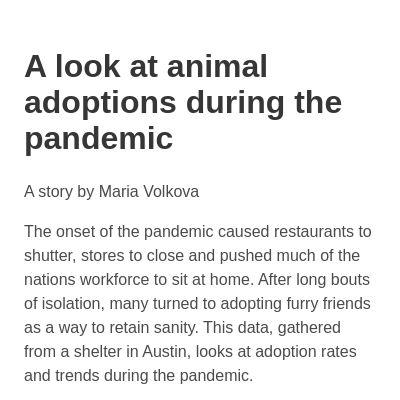 A look at animal
adoptions during the
pandemic
A story by Maria Volkova
The onset of the pandemic caused restaurants to
shutter, stores to close and pushed much of the
nations workforce to sit at home. After long bouts
of isolation, many turned to adopting furry friends
as a way to retain sanity. This data, gathered
from a shelter in Austin, looks at adoption rates
and trends during the pandemic.